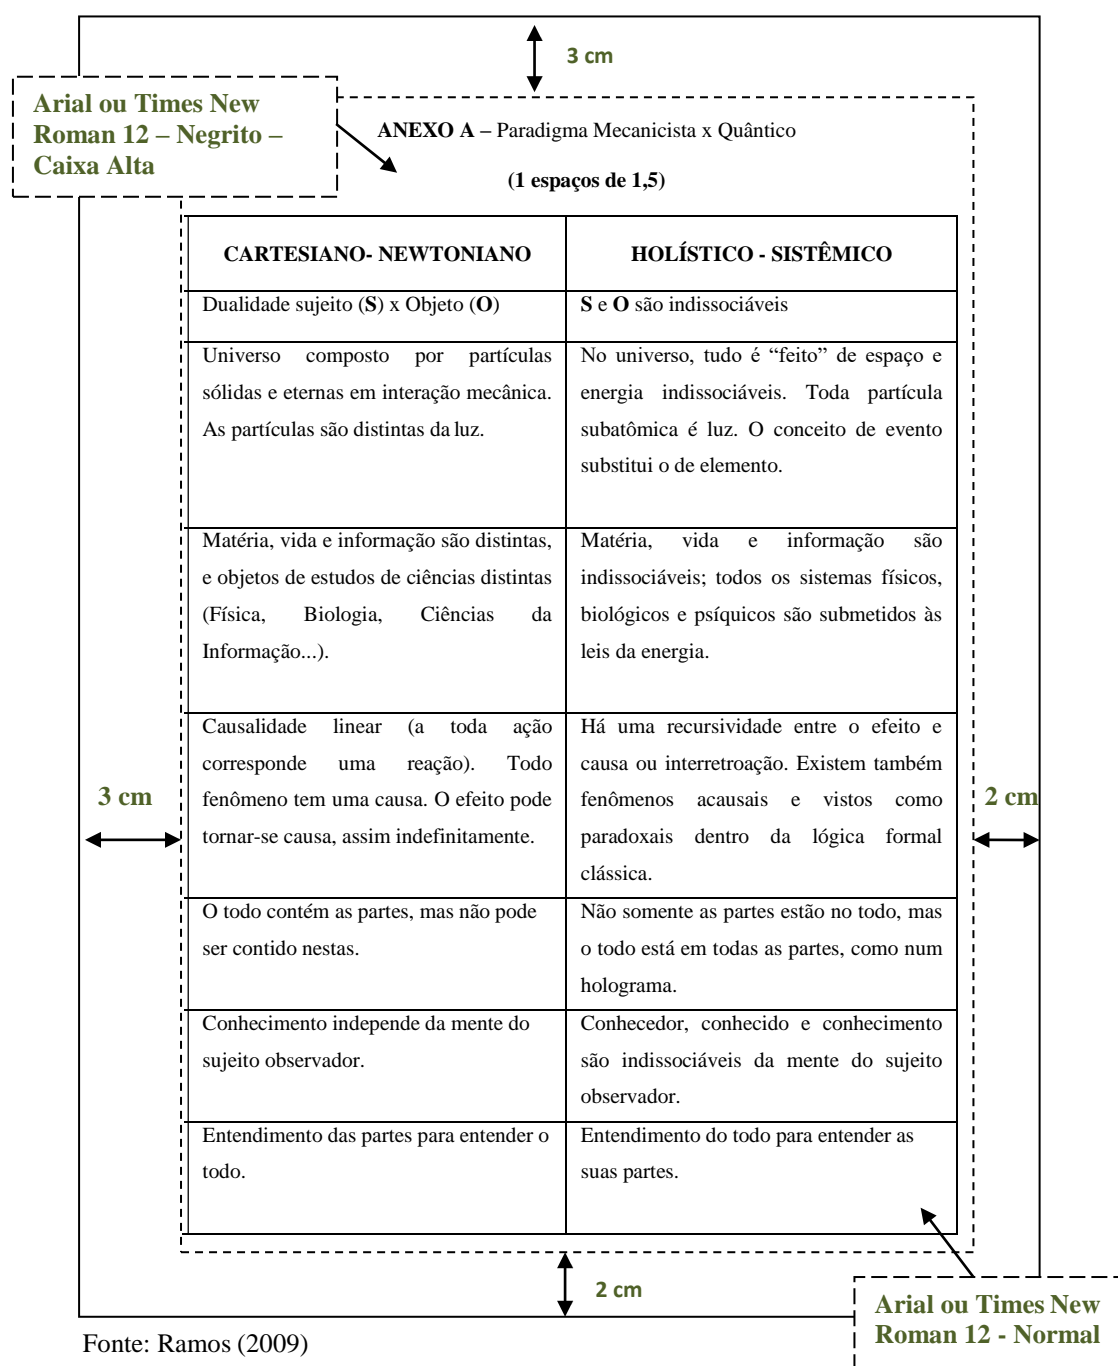 3 cm
Arial ou Times New
Roman 12 – Negrito –
Caixa Alta
ANEXO A – Paradigma Mecanicista x Quântico
(1 espaços de 1,5)
CARTESIANO- NEWTONIANO
HOLÍSTICO - SISTÊMICO
Dualidade sujeito (S) x Objeto (O)
S e O são indissociáveis
Universo composto por partículas
sólidas e eternas em interação mecânica.
As partículas são distintas da luz.
No universo, tudo é “feito” de espaço e
energia indissociáveis. Toda partícula
subatômica é luz. O conceito de evento
substitui o de elemento.
Matéria, vida e informação são distintas,
e objetos de estudos de ciências distintas
(Física, Biologia, Ciências da
Informação...).
Matéria, vida e informação são
indissociáveis; todos os sistemas físicos,
biológicos e psíquicos são submetidos às
leis da energia.
Causalidade linear (a toda ação
corresponde uma reação). Todo
fenômeno tem uma causa. O efeito pode
tornar-se causa, assim indefinitamente.
Há uma recursividade entre o efeito e
causa ou interretroação. Existem também
fenômenos acausais e vistos como
paradoxais dentro da lógica formal
clássica.
3 cm
2 cm
O todo contém as partes, mas não pode
ser contido nestas.
Não somente as partes estão no todo, mas
o todo está em todas as partes, como num
holograma.
Conhecimento independe da mente do
sujeito observador.
Conhecedor, conhecido e conhecimento
são indissociáveis da mente do sujeito
observador.
Entendimento das partes para entender o
todo.
Entendimento do todo para entender as
suas partes.
2 cm
Arial ou Times New
Roman 12 - Normal
Fonte: Ramos (2009)